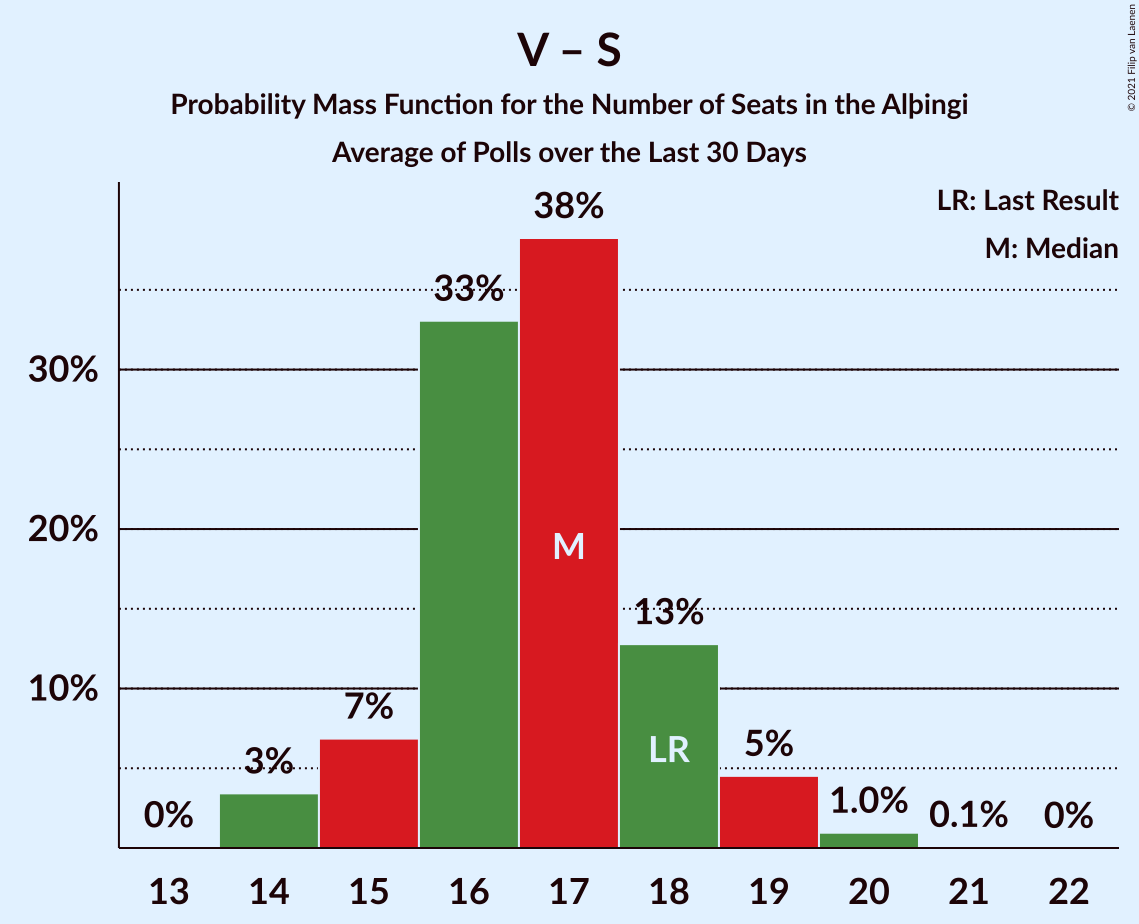 V – S
Probability Mass Function for the Number of Seats in the Alþingi
Average of Polls over the Last 30 Days
© 2021 Filip van Laenen
LR: Last Result
M: Median
38%
33%
30%
20%
M
13%
10%
7%
LR
5%
3%
1.0%
0%
0.1%
0%
13 14 15 16 17 18 19 20 21 22